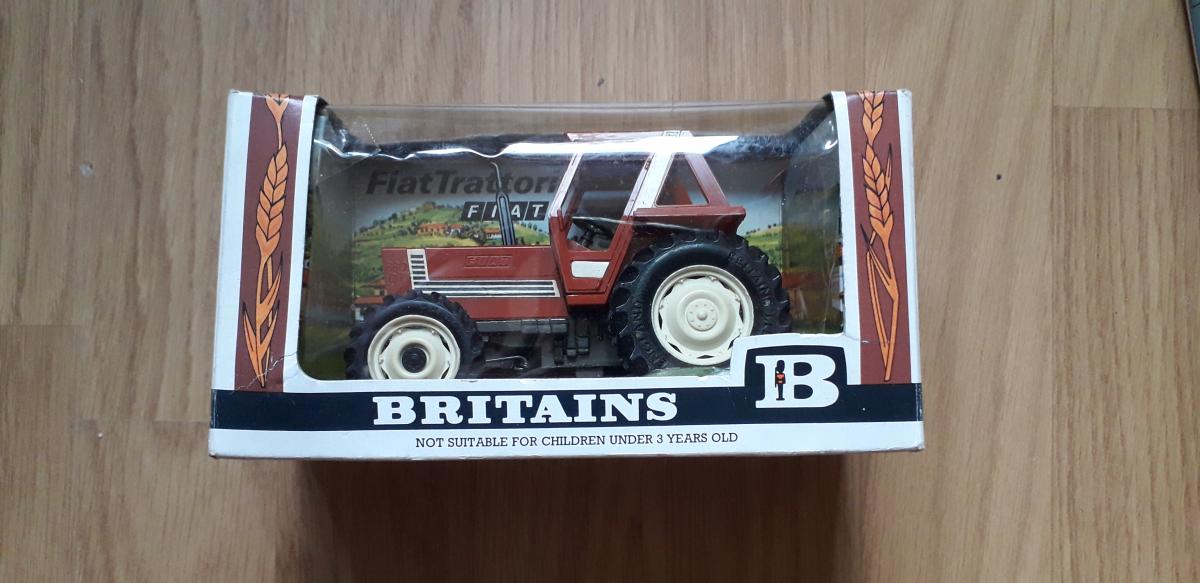 FiatTrattori
FIAT
FIAT
BRITAINS
B
NOT SUITABLE FOR CHILDREN UNDER 3 YEARS OLD